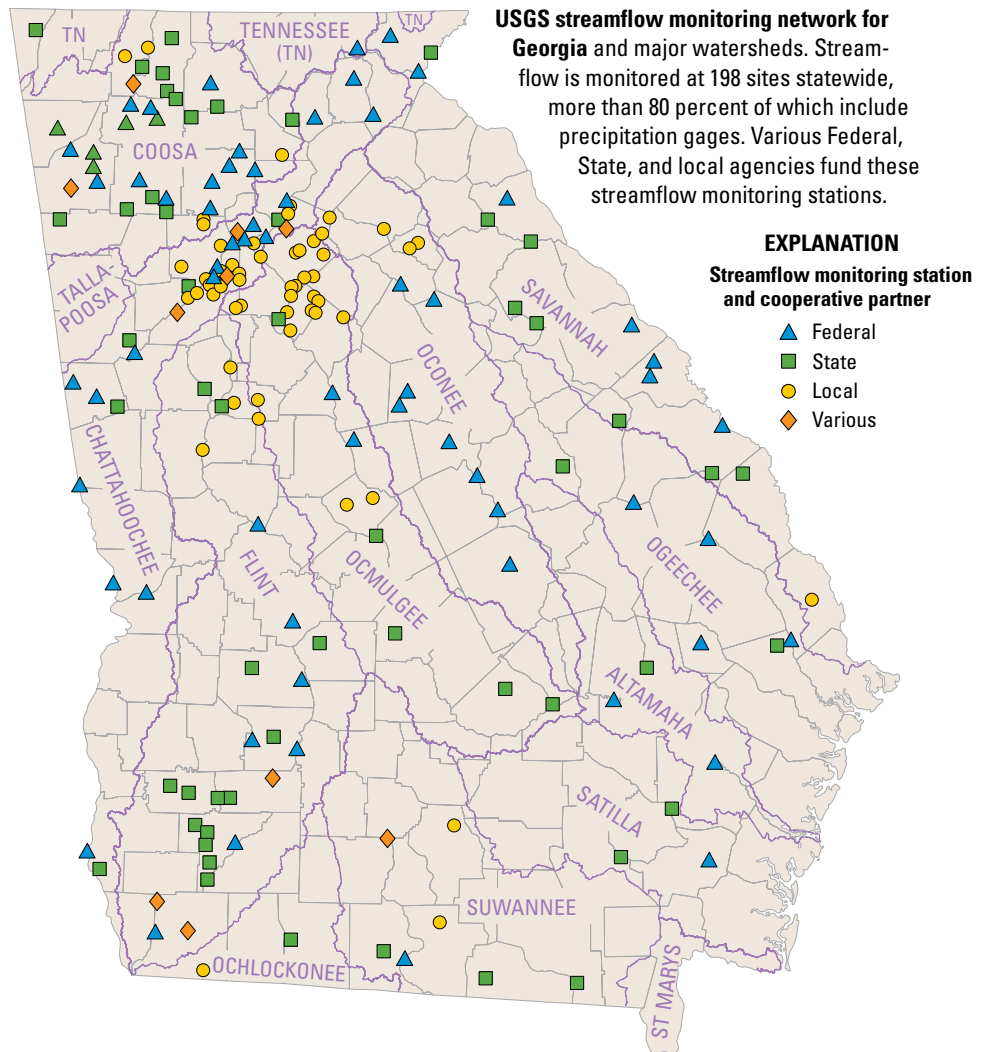 USGS streamflow monitoring network for
Georgia and major watersheds. Stream-
flow is monitored at 198 sites statewide,
more than 80 percent of which include
precipitation gages. Various Federal,
State, and local agencies fund these
streamflow monitoring stations.
EXPLANATION
Streamflow monitoring station
and cooperative partner
Federal
State
Local
Various
TN
TENNESSEE
(TN)
TN
COOSA
TALLA-
POOSA
SAVANNAH
OCONEE
CHATTAHOOCHEE
FLINT
OCMULGEE
OGEECHEE
ALTAMAHA
SATILLA
SUWANNEE
OCHLOCKONEE
ST MARYS